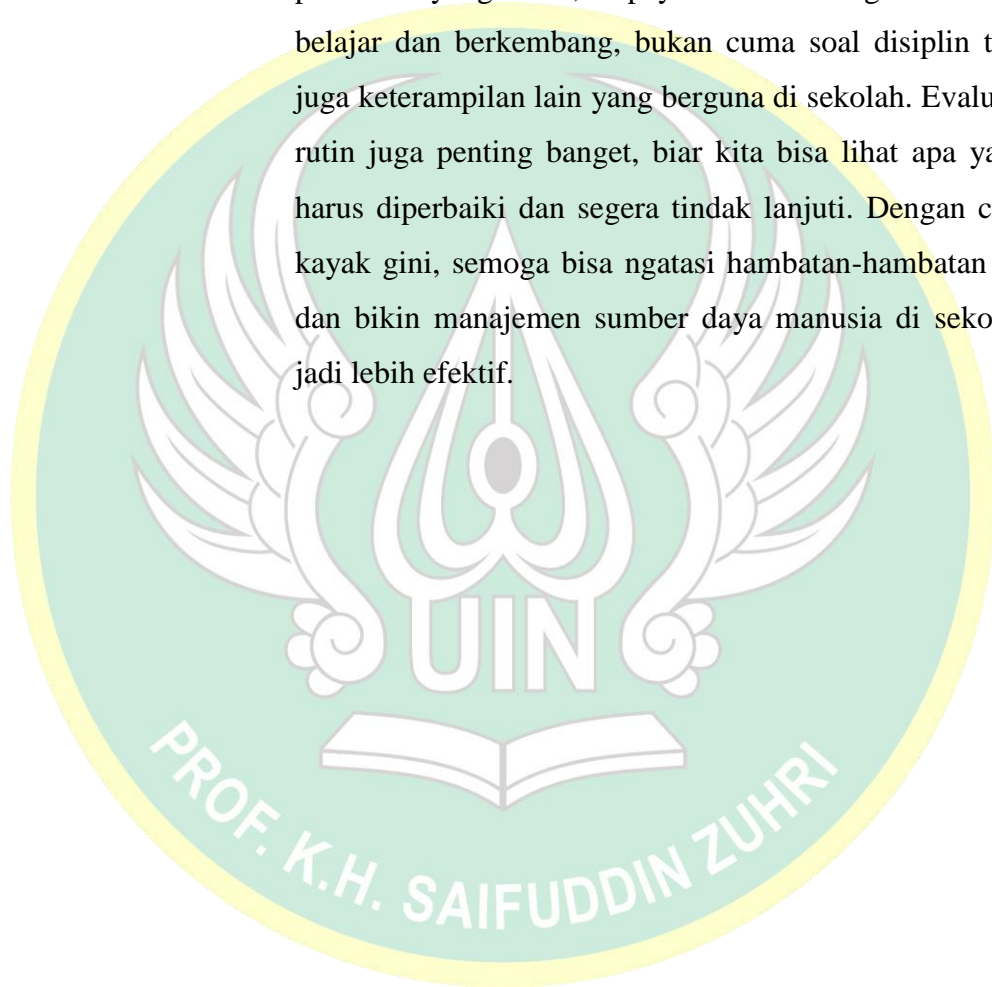 belajar dan berkembang, bukan cuma soal disiplin
juga keterampilan lain yang berguna di sekolah.
rutin juga penting banget, biar kita bisa lihat apa
harus diperbaiki dan segera tindak lanjuti. Dengan
kayak gini, semoga bisa ngatasi hambatan-hambatan
dan bikin manajemen sumber daya manusia di
jadi lebih efektif.
UIN
PROF. K.H. SAIFUDDIN ZUHRI